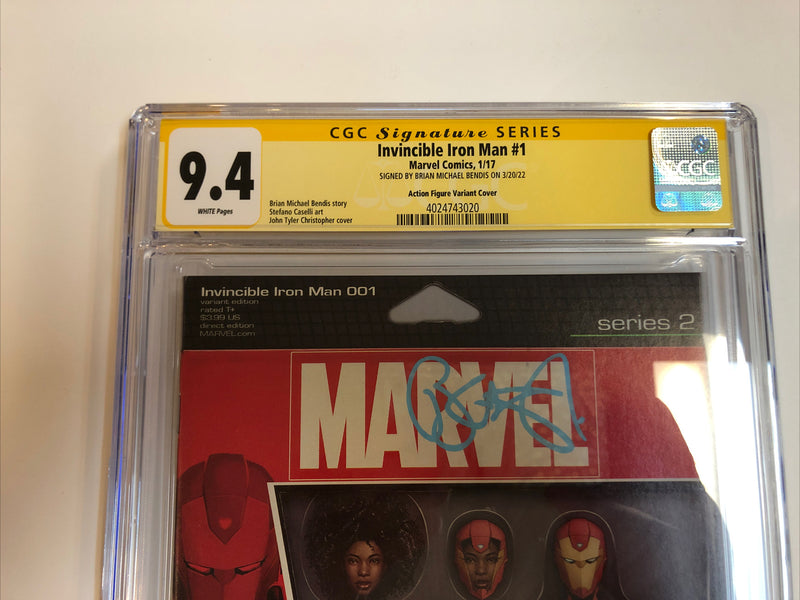 CGC Signature SERIES
Invincible Iron Man #1
Marvel Comics, 1/17
SIGNED BY BRIAN MICHAEL BENDIS ON 3/20/22
Action Figure Variant Cover
4024743020
9.4
WHITE Pages
Brian Michael Bendis story
Stefano Caselli art
John Tyler Christopher cover
CGC
Invincible Iron Man 001
variant edition
rated T+
$3.99 US
direct edition
MARVEL.com
series 2
MARVEL